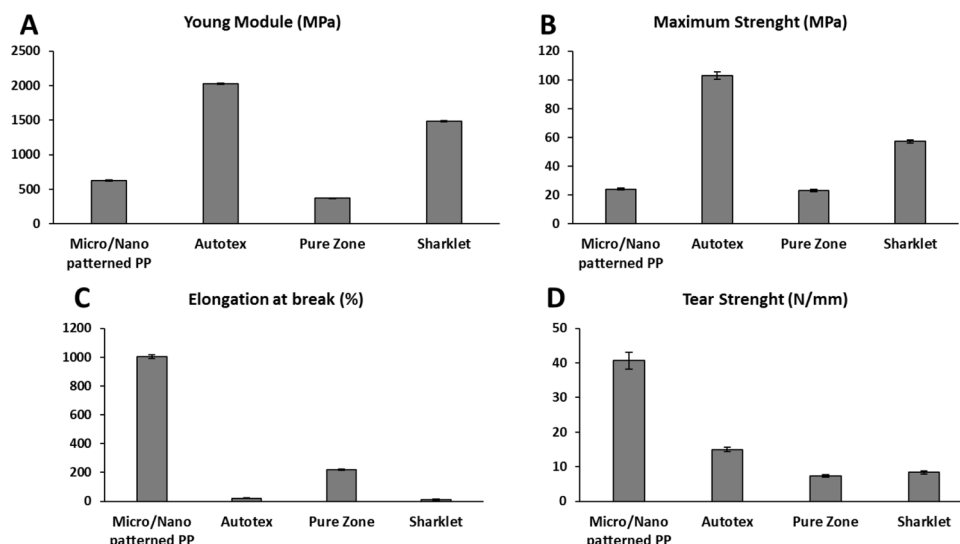 A
Young Module (MPa)
2500
2000
1500
1000
500
0
Micro/Nano
patterned PP
Autotex
Pure Zone
Sharklet
B
Maximum Strenght (MPa)
120
100
80
60
40
20
0
Micro/Nano
patterned PP
Autotex
Pure Zone
Sharklet
C
Elongation at break (%)
1200
1000
800
600
400
200
0
Micro/Nano
patterned PP
Autotex
Pure Zone
Sharklet
D
Tear Strenght (N/mm)
50
40
30
20
10
0
Micro/Nano
patterned PP
Autotex
Pure Zone
Sharklet